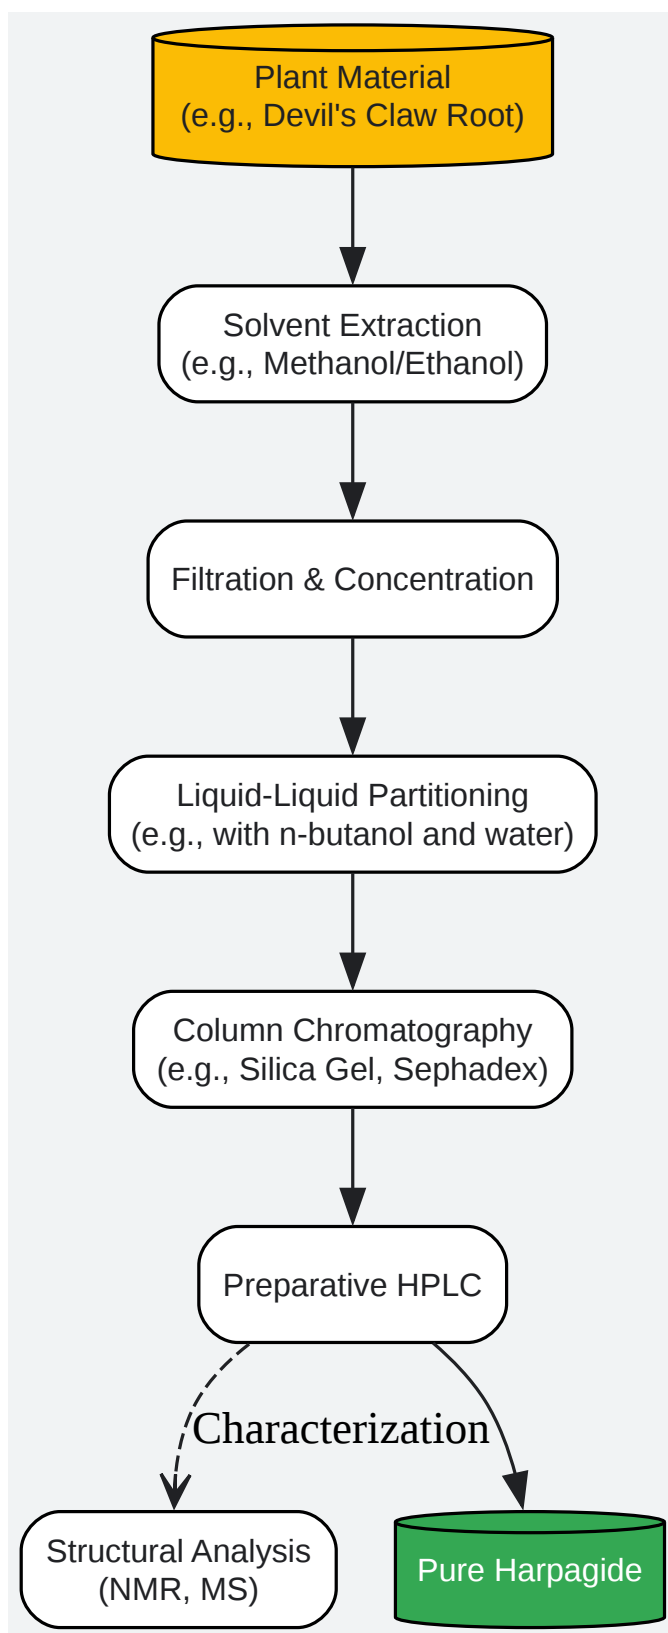 Plant Material
(e.g., Devil's Claw Root)
Solvent Extraction
(e.g., Methanol/Ethanol)
Filtration & Concentration
Liquid-Liquid Partitioning
(e.g., with n-butanol and water)
Column Chromatography
(e.g., Silica Gel, Sephadex)
Preparative HPLC
Characterization
Structural Analysis
(NMR, MS)
Pure Harpagide